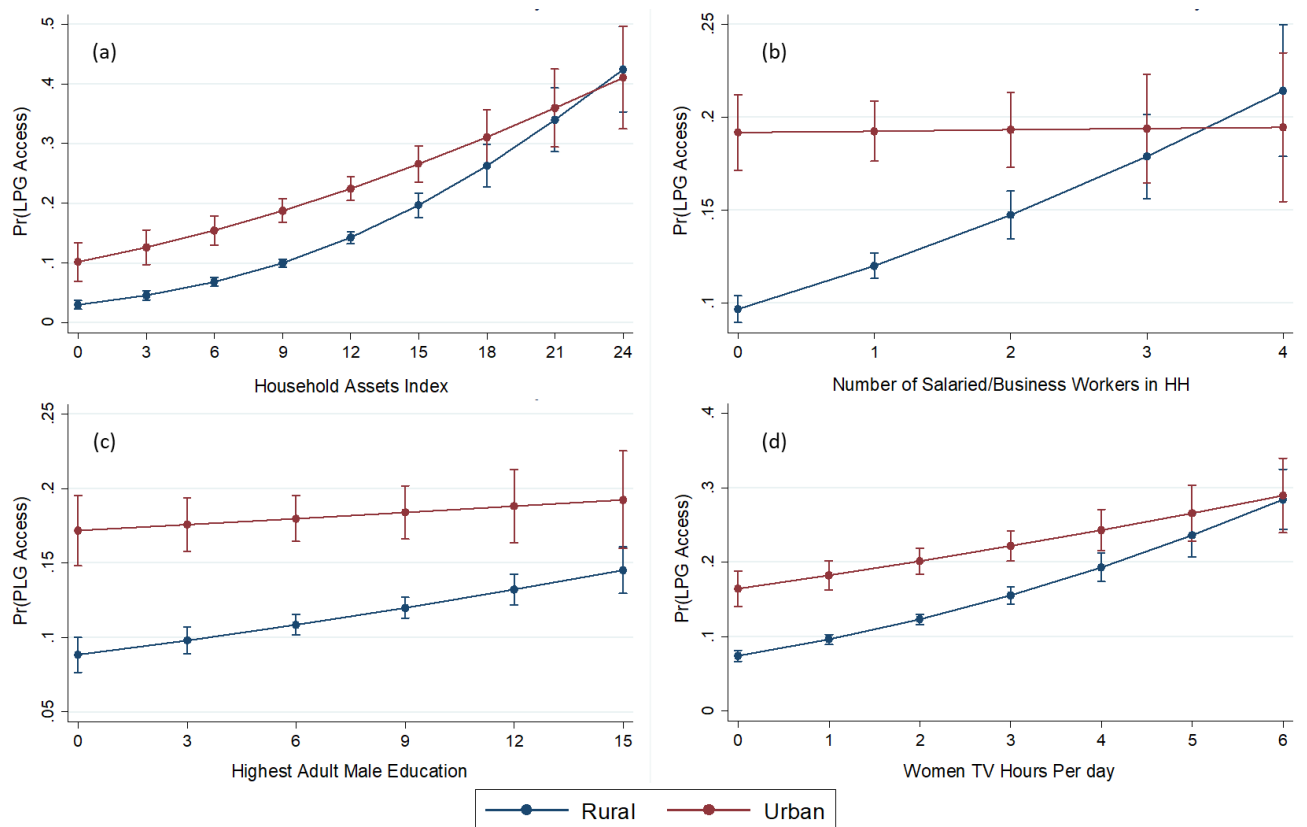 (a)
Pr(LPG Access)
.5
.4
.3
.2
.1
0
0 3 6 9 12 15 18 21 24
Household Assets Index
(b)
Pr(LPG Access)
.25
.2
.15
.1
0 1 2 3 4
Number of Salaried/Business Workers in HH
(c)
Pr(PLG Access)
.25
.2
.15
.1
.05
0 3 6 9 12 15
Highest Adult Male Education
(d)
Pr(LPG Access)
.4
.3
.2
.1
0
0 1 2 3 4 5 6
Women TV Hours Per day
Rural Urban